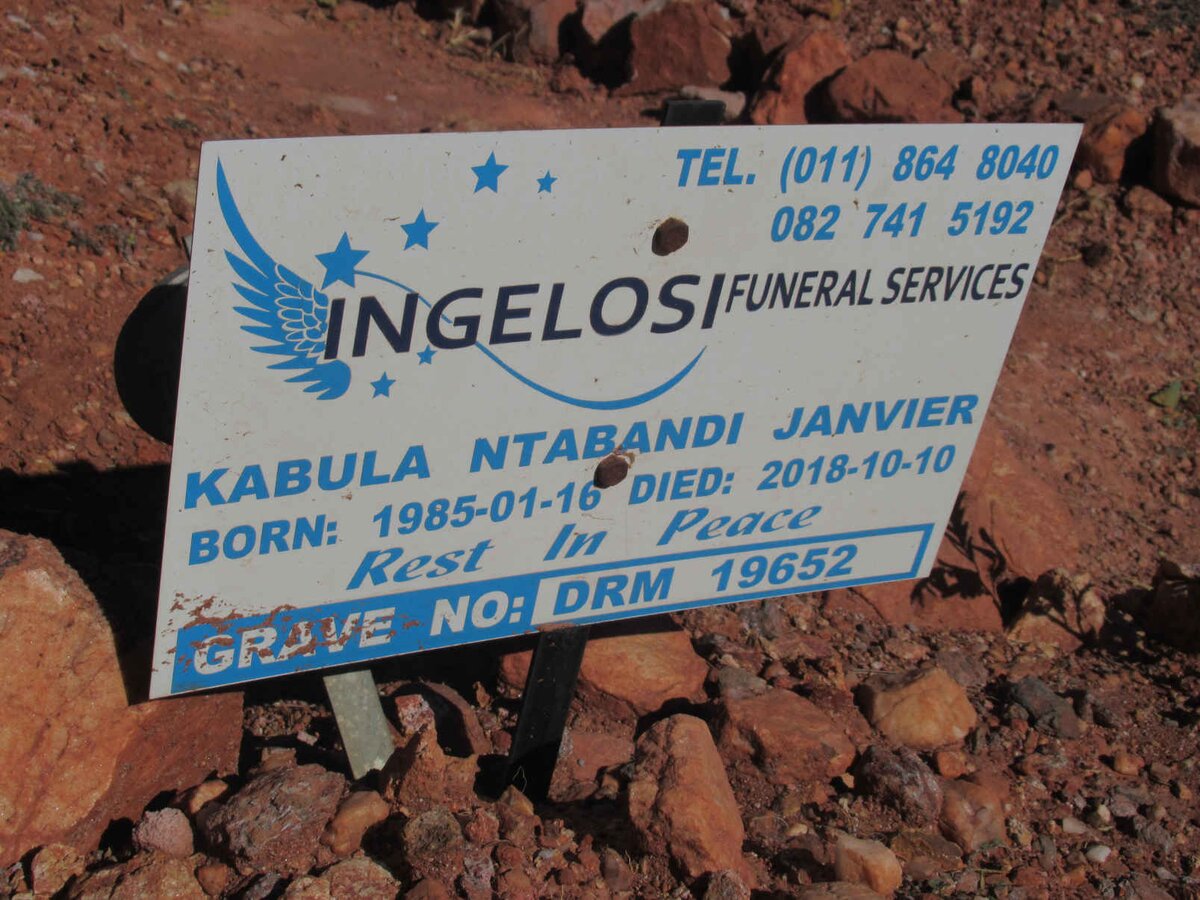 TEL. (011) 864 8040
082 741 5192
INGELOSI FUNERAL SERVICES
KABULA NTABANDI JANVIER
BORN: 1985-01-16 DIED: 2018-10-10
Rest In Peace
GRAVE NO: DRM 19652